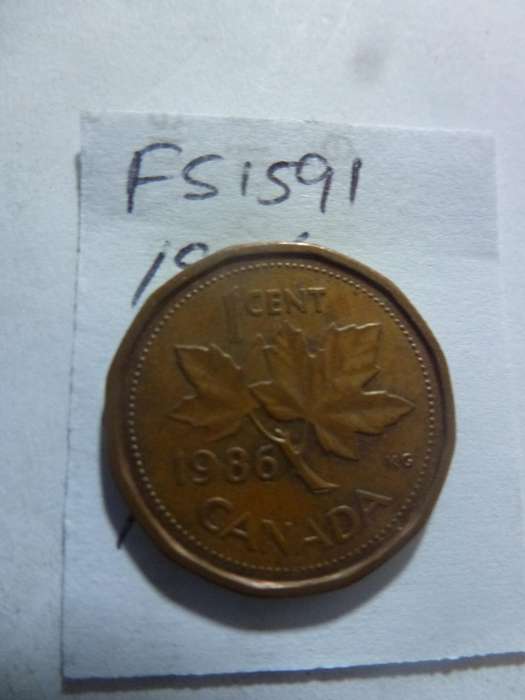 FS1591
1 CENT
1986
KG
CANADA